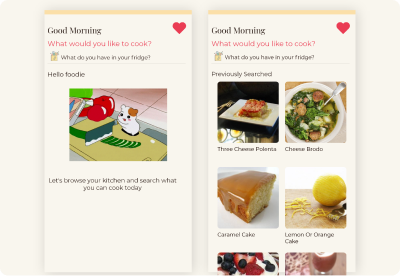 Good Morning
What would you like to cook?
What do you have in your fridge?
Hello foodie
Let's browse your kitchen and search what
you can cook today
Good Morning
What would you like to cook?
What do you have in your fridge?
Previously Searched
Three Cheese Polenta
Cheese Brodo
Caramel Cake
Lemon Or Orange
Cake